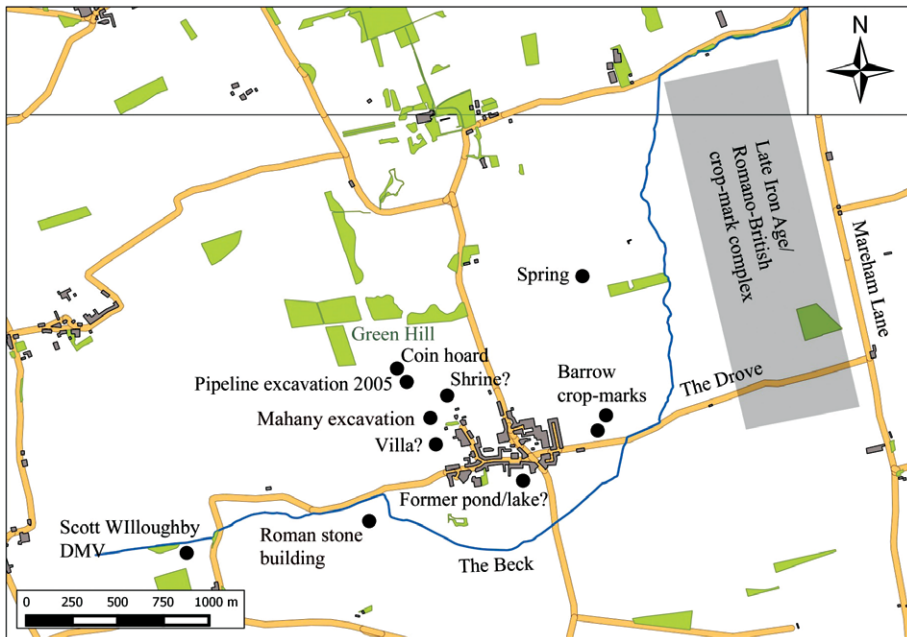 N
Late Iron Age/
Romano-British
crop-mark complex
Mareham Lane
Spring
Green Hill
Coin hoard
Pipeline excavation 2005
Shrine?
Barrow
crop-marks
The Drove
Mahany excavation
Villa?
Former pond/lake?
Scott WIlloughby
DMV
Roman stone
building
The Beck
0 250 500 750 1000 m